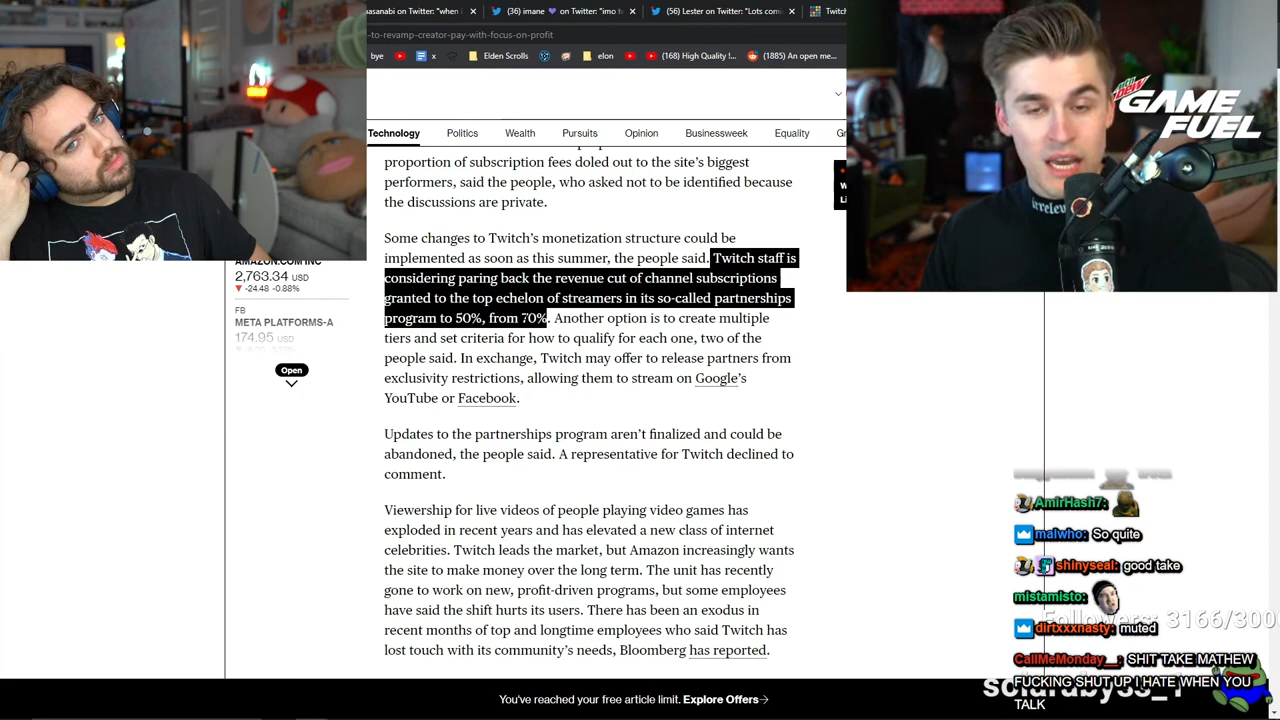 asanabi on Twitter: "when
(36) imane 💜 on Twitter: "imo tw
(56) Lester on Twitter: "Lots com
Twitch
-to-revamp-creator-pay-with-focus-on-profit
bye
x
Elden Scrolls
elon
(168) High Quality I...
(1885) An open me...
Technology
Politics
Wealth
Pursuits
Opinion
Businessweek
Equality
Gr
proportion of subscription fees doled out to the site's biggest
performers, said the people, who asked not to be identified because
the discussions are private.
Some changes to Twitch's monetization structure could be
implemented as soon as this summer, the people said. Twitch staff is
considering paring back the revenue cut of channel subscriptions
granted to the top echelon of streamers in its so-called partnerships
program to 50%, from 70%. Another option is to create multiple
tiers and set criteria for how to qualify for each one, two of the
people said. In exchange, Twitch may offer to release partners from
exclusivity restrictions, allowing them to stream on Google's
YouTube or Facebook.
Updates to the partnerships program aren't finalized and could be
abandoned, the people said. A representative for Twitch declined to
comment.
Viewership for live videos of people playing video games has
exploded in recent years and has elevated a new class of internet
celebrities. Twitch leads the market, but Amazon increasingly wants
the site to make money over the long term. The unit has recently
gone to work on new, profit-driven programs, but some employees
have said the shift hurts its users. There has been an exodus in
recent months of top and longtime employees who said Twitch has
lost touch with its community's needs, Bloomberg has reported.
AMAZON.COM INC
2,763.34 USD
▼ -24.48 -0.88%
FB
META PLATFORMS-A
174.95 USD
Open
You've reached your free article limit. Explore Offers→
mtn dew
GAME
FUEL
irrelev
AmirHash7:
malwho: So quite
shinyseal: good take
mistamisto:
Followers: 3166/300
dirtxxxnasty: muted
CallMeMonday__: SHIT TAKE MATHEW
FUCKING SHUT UP I HATE WHEN YOU
TALK